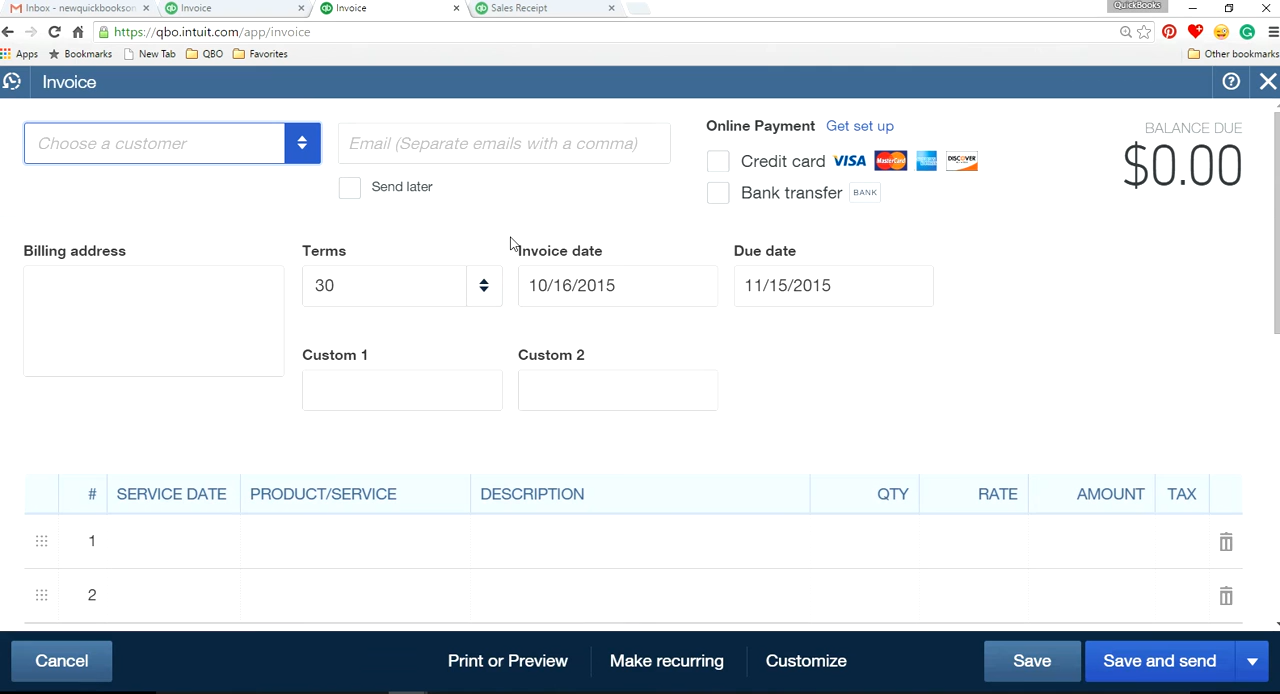 Inbox - newquickbookson
Invoice
Invoice
Sales Receipt
QuickBooks
https://qbo.intuit.com/app/invoice
Apps
Bookmarks
New Tab
QBO
Favorites
Other bookmarks
Invoice
Choose a customer
Email (Separate emails with a comma)
Send later
Online Payment Get set up
Credit card VISA MasterCard DISCOVER
Bank transfer BANK
BALANCE DUE
$0.00
Billing address
Terms
Invoice date
Due date
30
10/16/2015
11/15/2015
Custom 1
Custom 2
# SERVICE DATE PRODUCT/SERVICE DESCRIPTION QTY RATE AMOUNT TAX
1
2
Cancel
Print or Preview
Make recurring
Customize
Save
Save and send